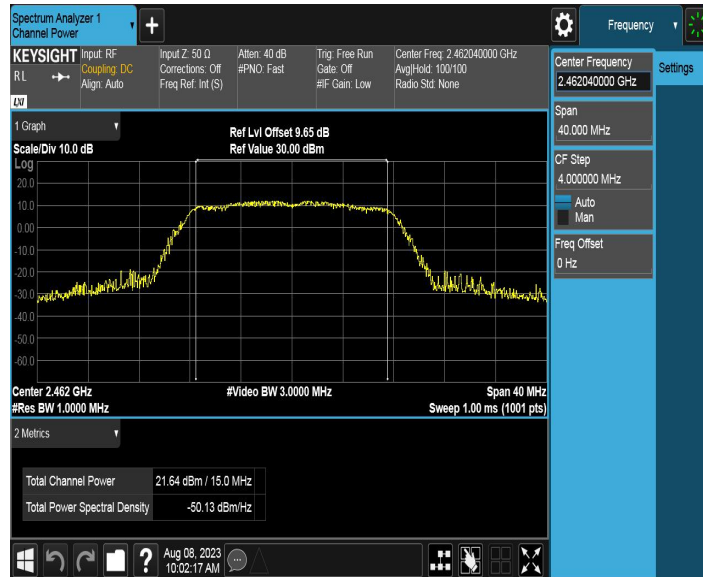 Spectrum Analyzer 1
Channel Power
+
Frequency
KEYSIGHT
RL
LXI
Input: RF
Coupling: DC
Align: Auto
Input Z: 50 Ω
Corrections: Off
Freq Ref: Int (S)
Atten: 40 dB
#PNO: Fast
Trig: Free Run
Gate: Off
#IF Gain: Low
Center Freq: 2.462040000 GHz
Avg|Hold: 100/100
Radio Std: None
Center Frequency
2.462040000 GHz
Settings
Span
40.000 MHz
CF Step
4.000000 MHz
Auto
Man
Freq Offset
0 Hz
1 Graph
Scale/Div 10.0 dB
Ref Lvl Offset 9.65 dB
Ref Value 30.00 dBm
Log
20.0
10.0
0.00
-10.0
-20.0
-30.0
-40.0
-50.0
-60.0
Center 2.462 GHz
#Res BW 1.0000 MHz
#Video BW 3.0000 MHz
Span 40 MHz
Sweep 1.00 ms (1001 pts)
2 Metrics
Total Channel Power 21.64 dBm / 15.0 MHz
Total Power Spectral Density -50.13 dBm/Hz
?
Aug 08, 2023
10:02:17 AM